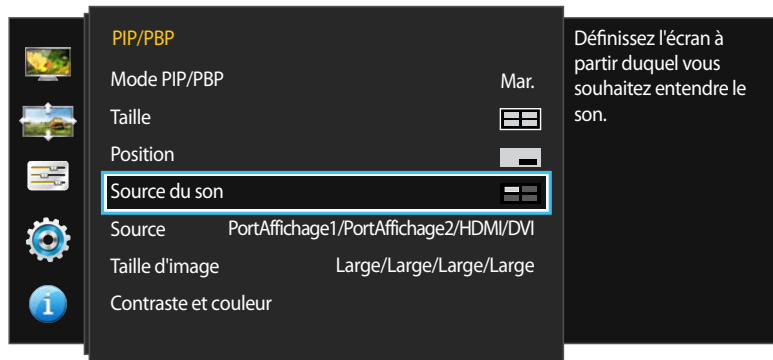 PIP/PBP
Mode PIP/PBP Mar.
Taille
Position
Source du son
Source PortAffichage1/PortAffichage2/HDMI/DVI
Taille d'image Large/Large/Large/Large
Contraste et couleur
Définissez l'écran à
partir duquel vous
souhaitez entendre le
son.